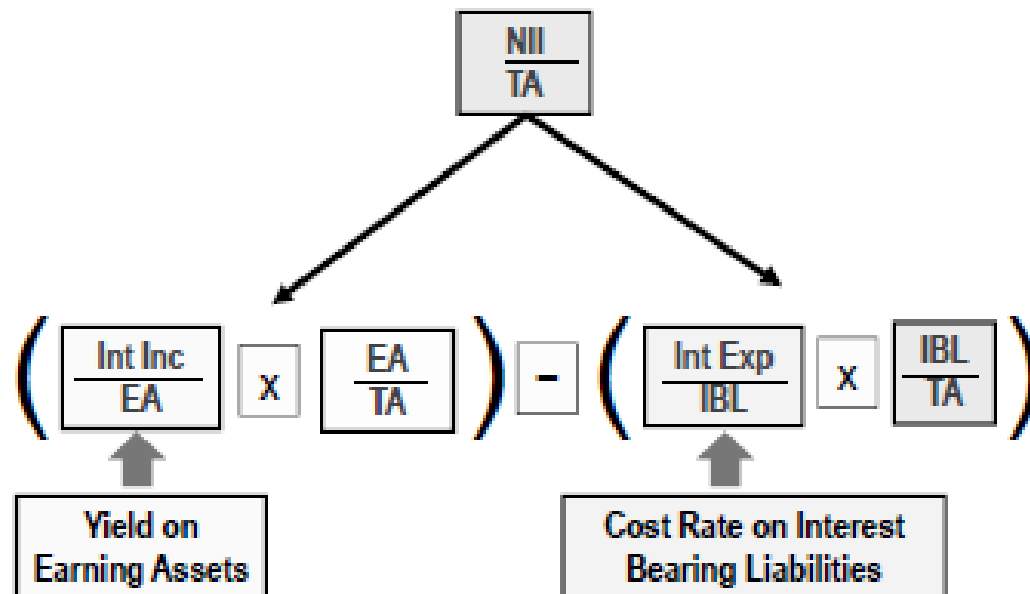 NII
TA
( Int Inc x EA ) - ( Int Exp x IBL )
EA TA IBL TA
Yield on
Earning Assets
Cost Rate on Interest
Bearing Liabilities